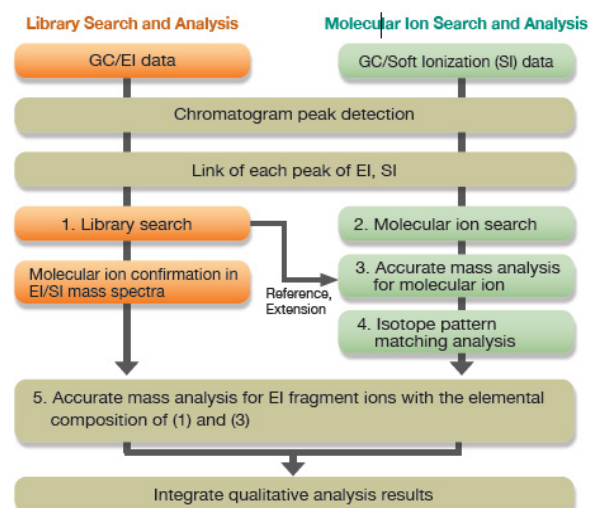 Library Search and Analysis
Molecular Ion Search and Analysis
GC/EI data
GC/Soft Ionization (SI) data
Chromatogram peak detection
Link of each peak of EI, SI
1. Library search
2. Molecular ion search
Molecular ion confirmation in
EI/SI mass spectra
Reference,
Extension
3. Accurate mass analysis
for molecular ion
4. Isotope pattern
matching analysis
5. Accurate mass analysis for EI fragment ions with the elemental
composition of (1) and (3)
Integrate qualitative analysis results